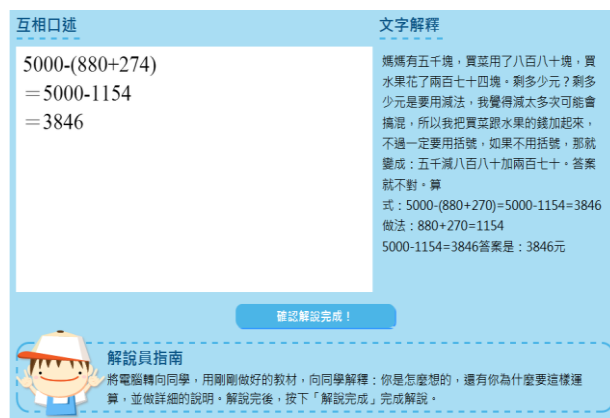 互相口述
5000-(880+274)
＝5000-1154
＝3846
文字解釋
媽媽有五千塊，買菜用了八百八十塊，買
水果花了兩百七十四塊。剩多少元？剩多
少元是要用減法，我覺得減太多次可能會
搞混，所以我把買菜跟水果的錢加起來，
不過一定要用括號，如果不用括號，那就
變成：五千減八百八十加兩百七十。答案
就不對。算
式：5000-(880+270)=5000-1154=3846
做法：880+270=1154
5000-1154=3846答案是：3846元
確認解說完成！
解說員指南
將電腦轉向同學，用剛剛做好的教材，向同學解釋：你是怎麼想的，還有你為什麼要這樣運
算，並做詳細的說明。解說完後，按下「解說完成」完成解說。